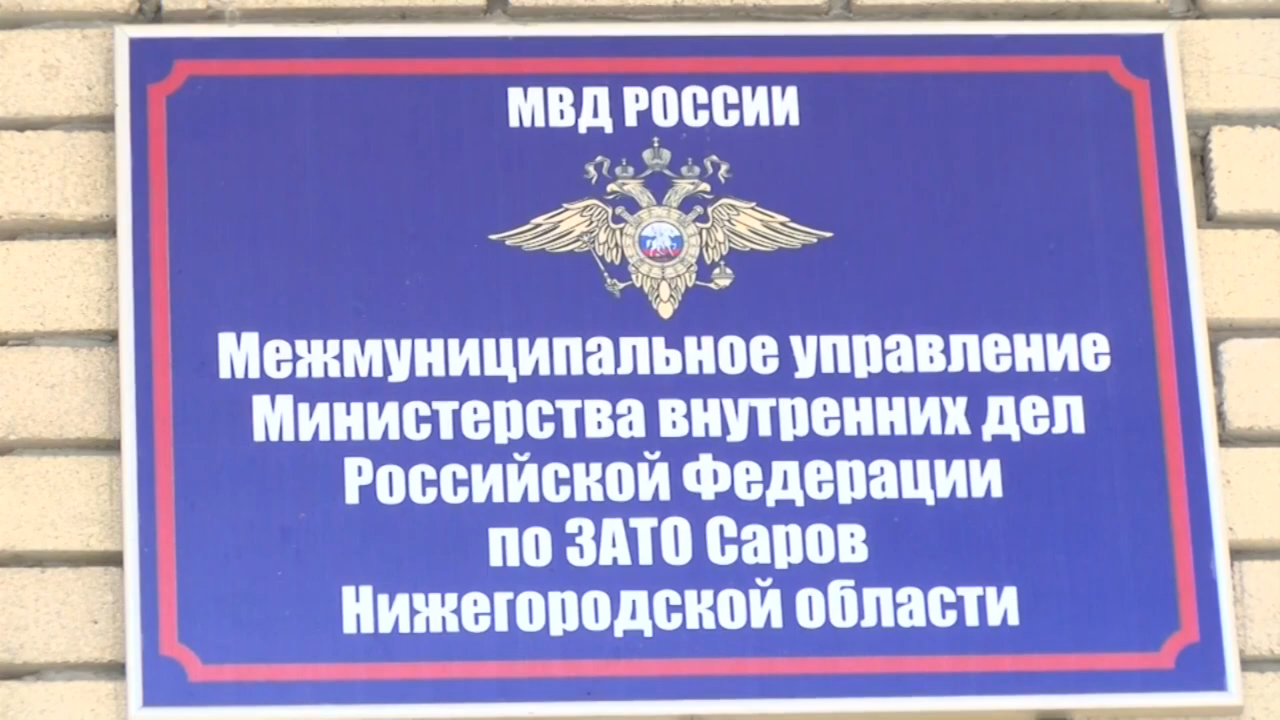 МВД РОССИИ
Межмуниципальное управление
Министерства внутренних дел
Российской Федерации
по ЗАТО Саров
Нижегородской области